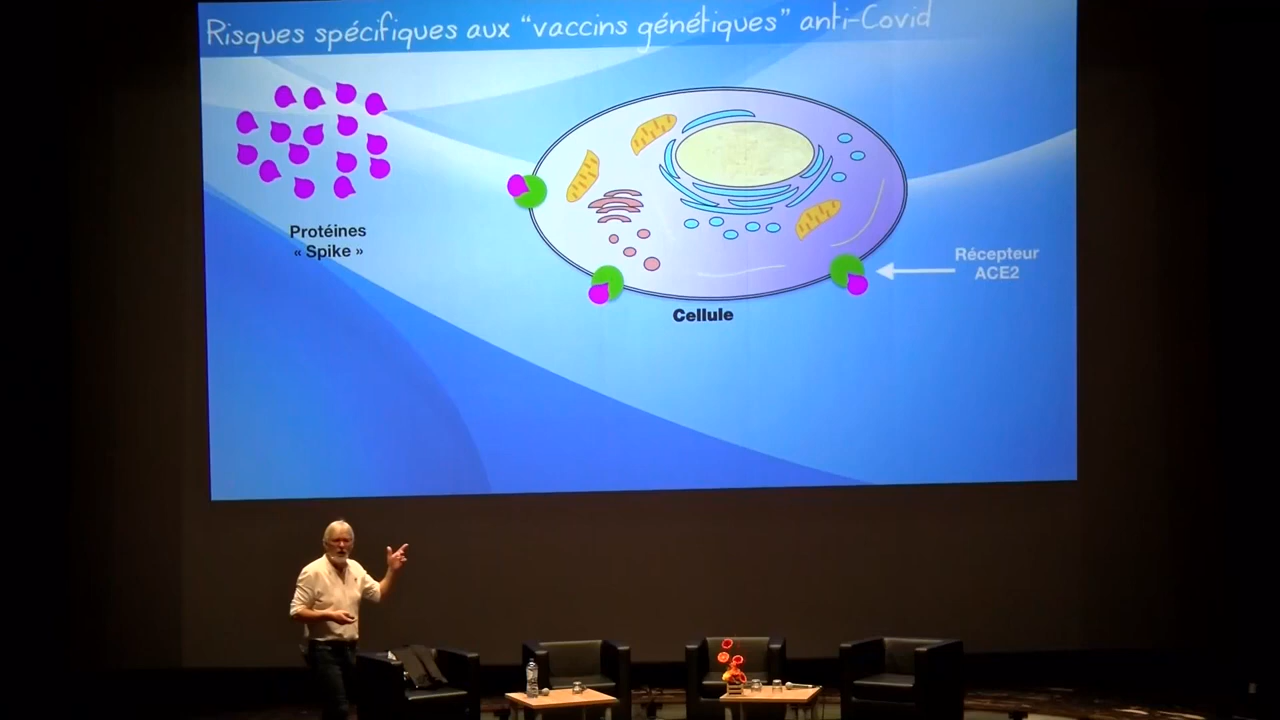 Risques spécifiques aux “vaccins génétiques” anti-Covid
Protéines
« Spike »
Récepteur
ACE2
Cellule